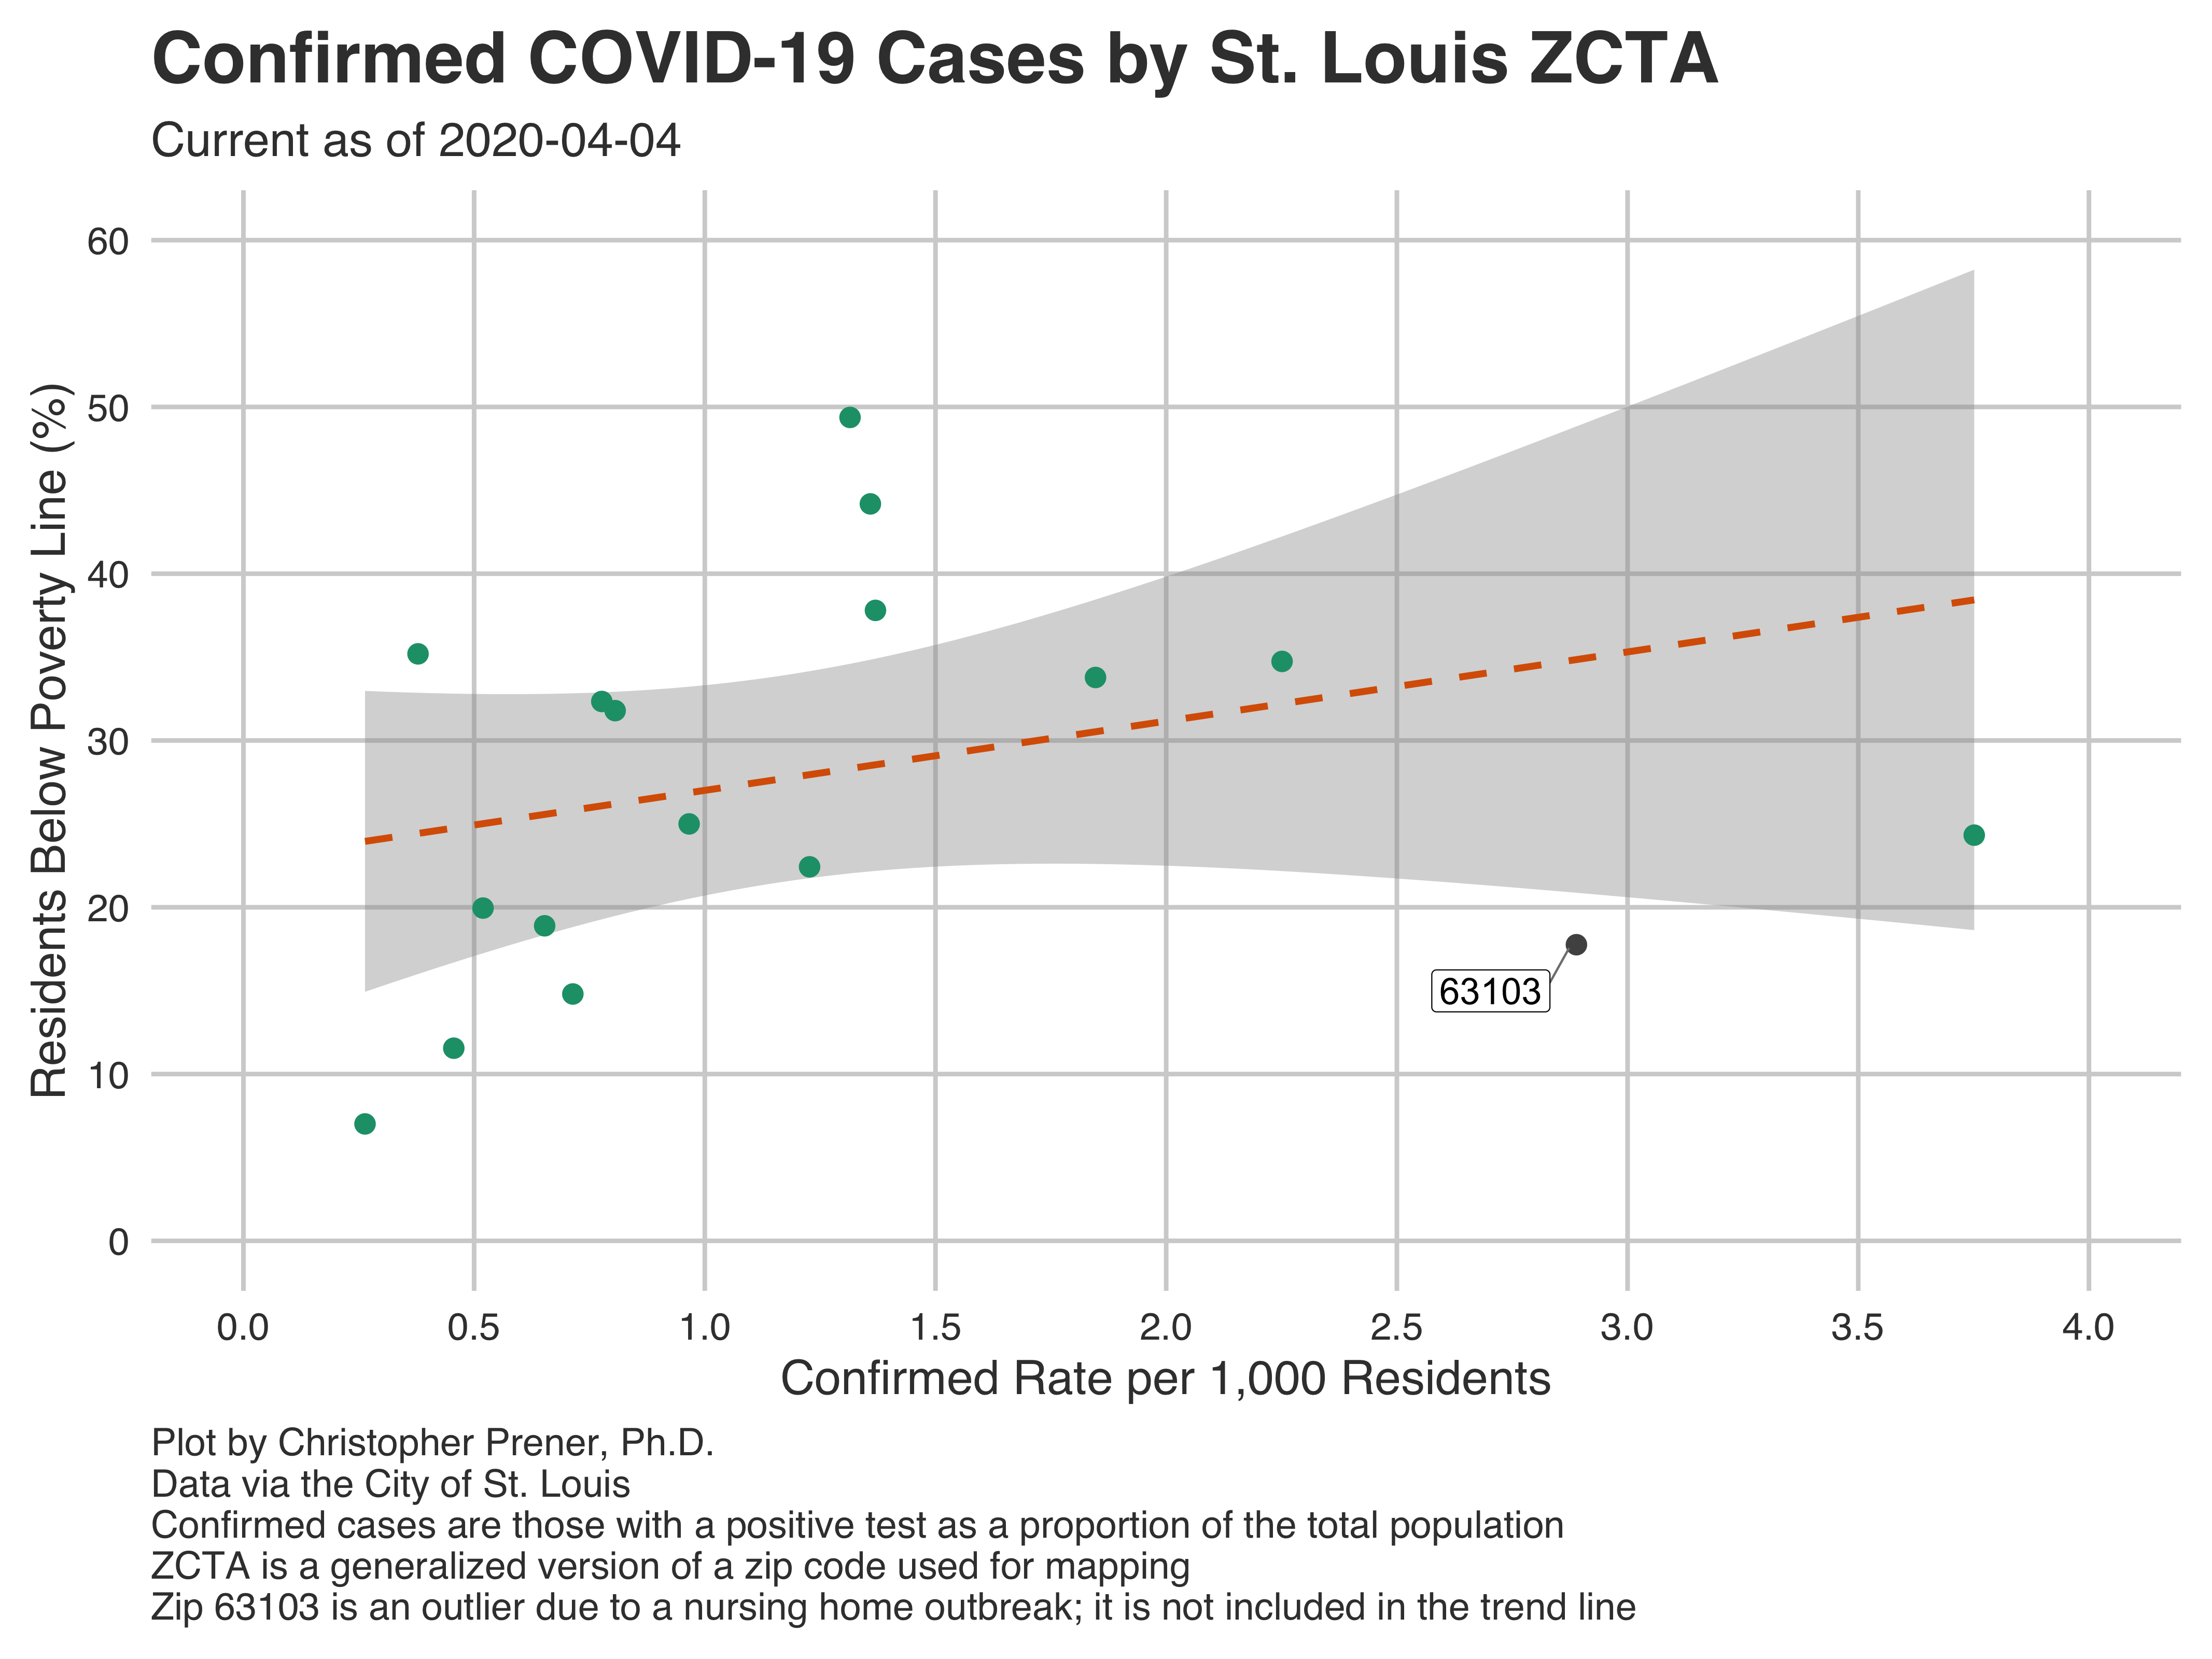 Confirmed COVID-19 Cases by St. Louis ZCTA
Current as of 2020-04-04
Residents Below Poverty Line (%)
60
50
40
30
20
10
0
63103
0.0 0.5 1.0 1.5 2.0 2.5 3.0 3.5 4.0
Confirmed Rate per 1,000 Residents
Plot by Christopher Prener, Ph.D.
Data via the City of St. Louis
Confirmed cases are those with a positive test as a proportion of the total population
ZCTA is a generalized version of a zip code used for mapping
Zip 63103 is an outlier due to a nursing home outbreak; it is not included in the trend line